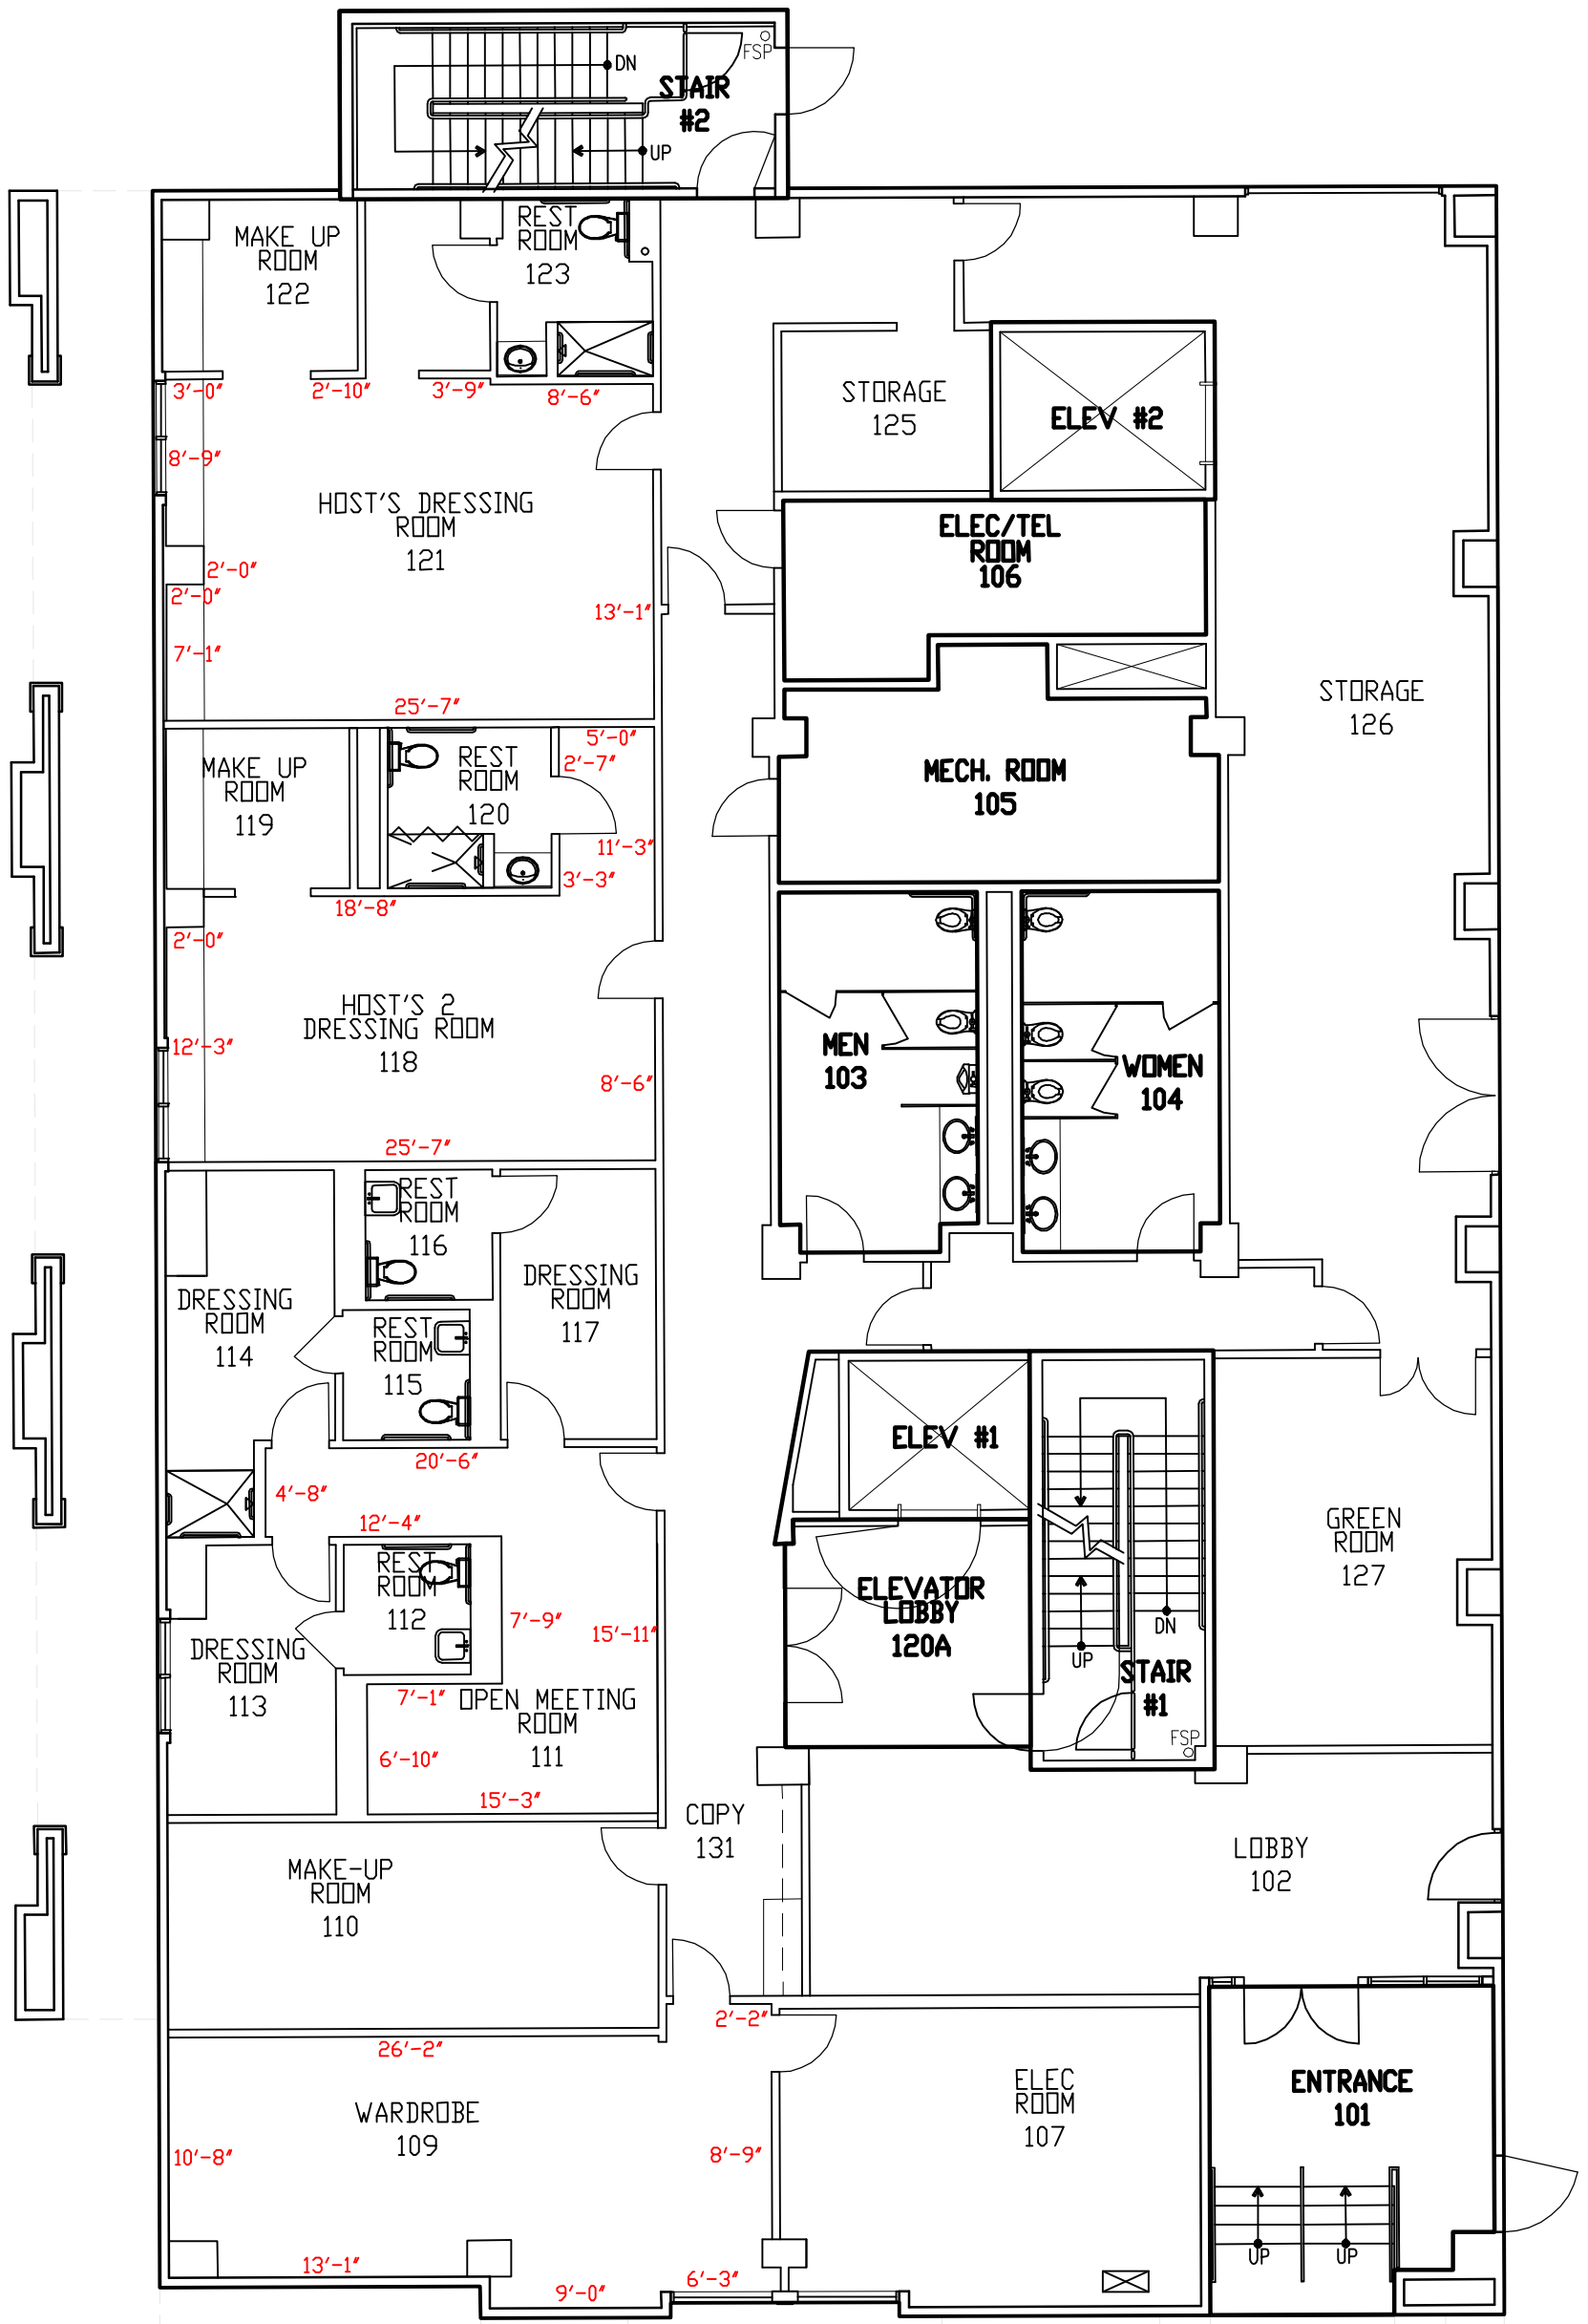 FSP
DN
STAIR
#2
UP
MAKE UP
ROOM
122
REST
ROOM
123
3'-0"
2'-10"
3'-9"
8'-6"
8'-9"
STORAGE
125
ELEV #2
HOST'S DRESSING
ROOM
121
ELEC/TEL
ROOM
106
2'-0"
2'-0"
13'-1"
7'-1"
25'-7"
STORAGE
126
MAKE UP
ROOM
119
REST
ROOM
120
5'-0"
2'-7"
11'-3"
3'-3"
MECH. ROOM
105
18'-8"
2'-0"
HOST'S 2
DRESSING ROOM
118
12'-3"
8'-6"
25'-7"
MEN
103
WOMEN
104
REST
ROOM
116
DRESSING
ROOM
117
DRESSING
ROOM
114
REST
ROOM
115
20'-6"
4'-8"
12'-4"
ELEV #1
GREEN
ROOM
127
REST
ROOM
112
7'-9"
15'-11"
ELEVATOR
LOBBY
120A
DN
UP
STAIR
#1
FSP
DRESSING
ROOM
113
7'-1"
OPEN MEETING
ROOM
111
6'-10"
15'-3"
COPY
131
LOBBY
102
MAKE-UP
ROOM
110
2'-2"
26'-2"
WARDROBE
109
10'-8"
8'-9"
ELEC
ROOM
107
ENTRANCE
101
UP
UP
13'-1"
9'-0"
6'-3"